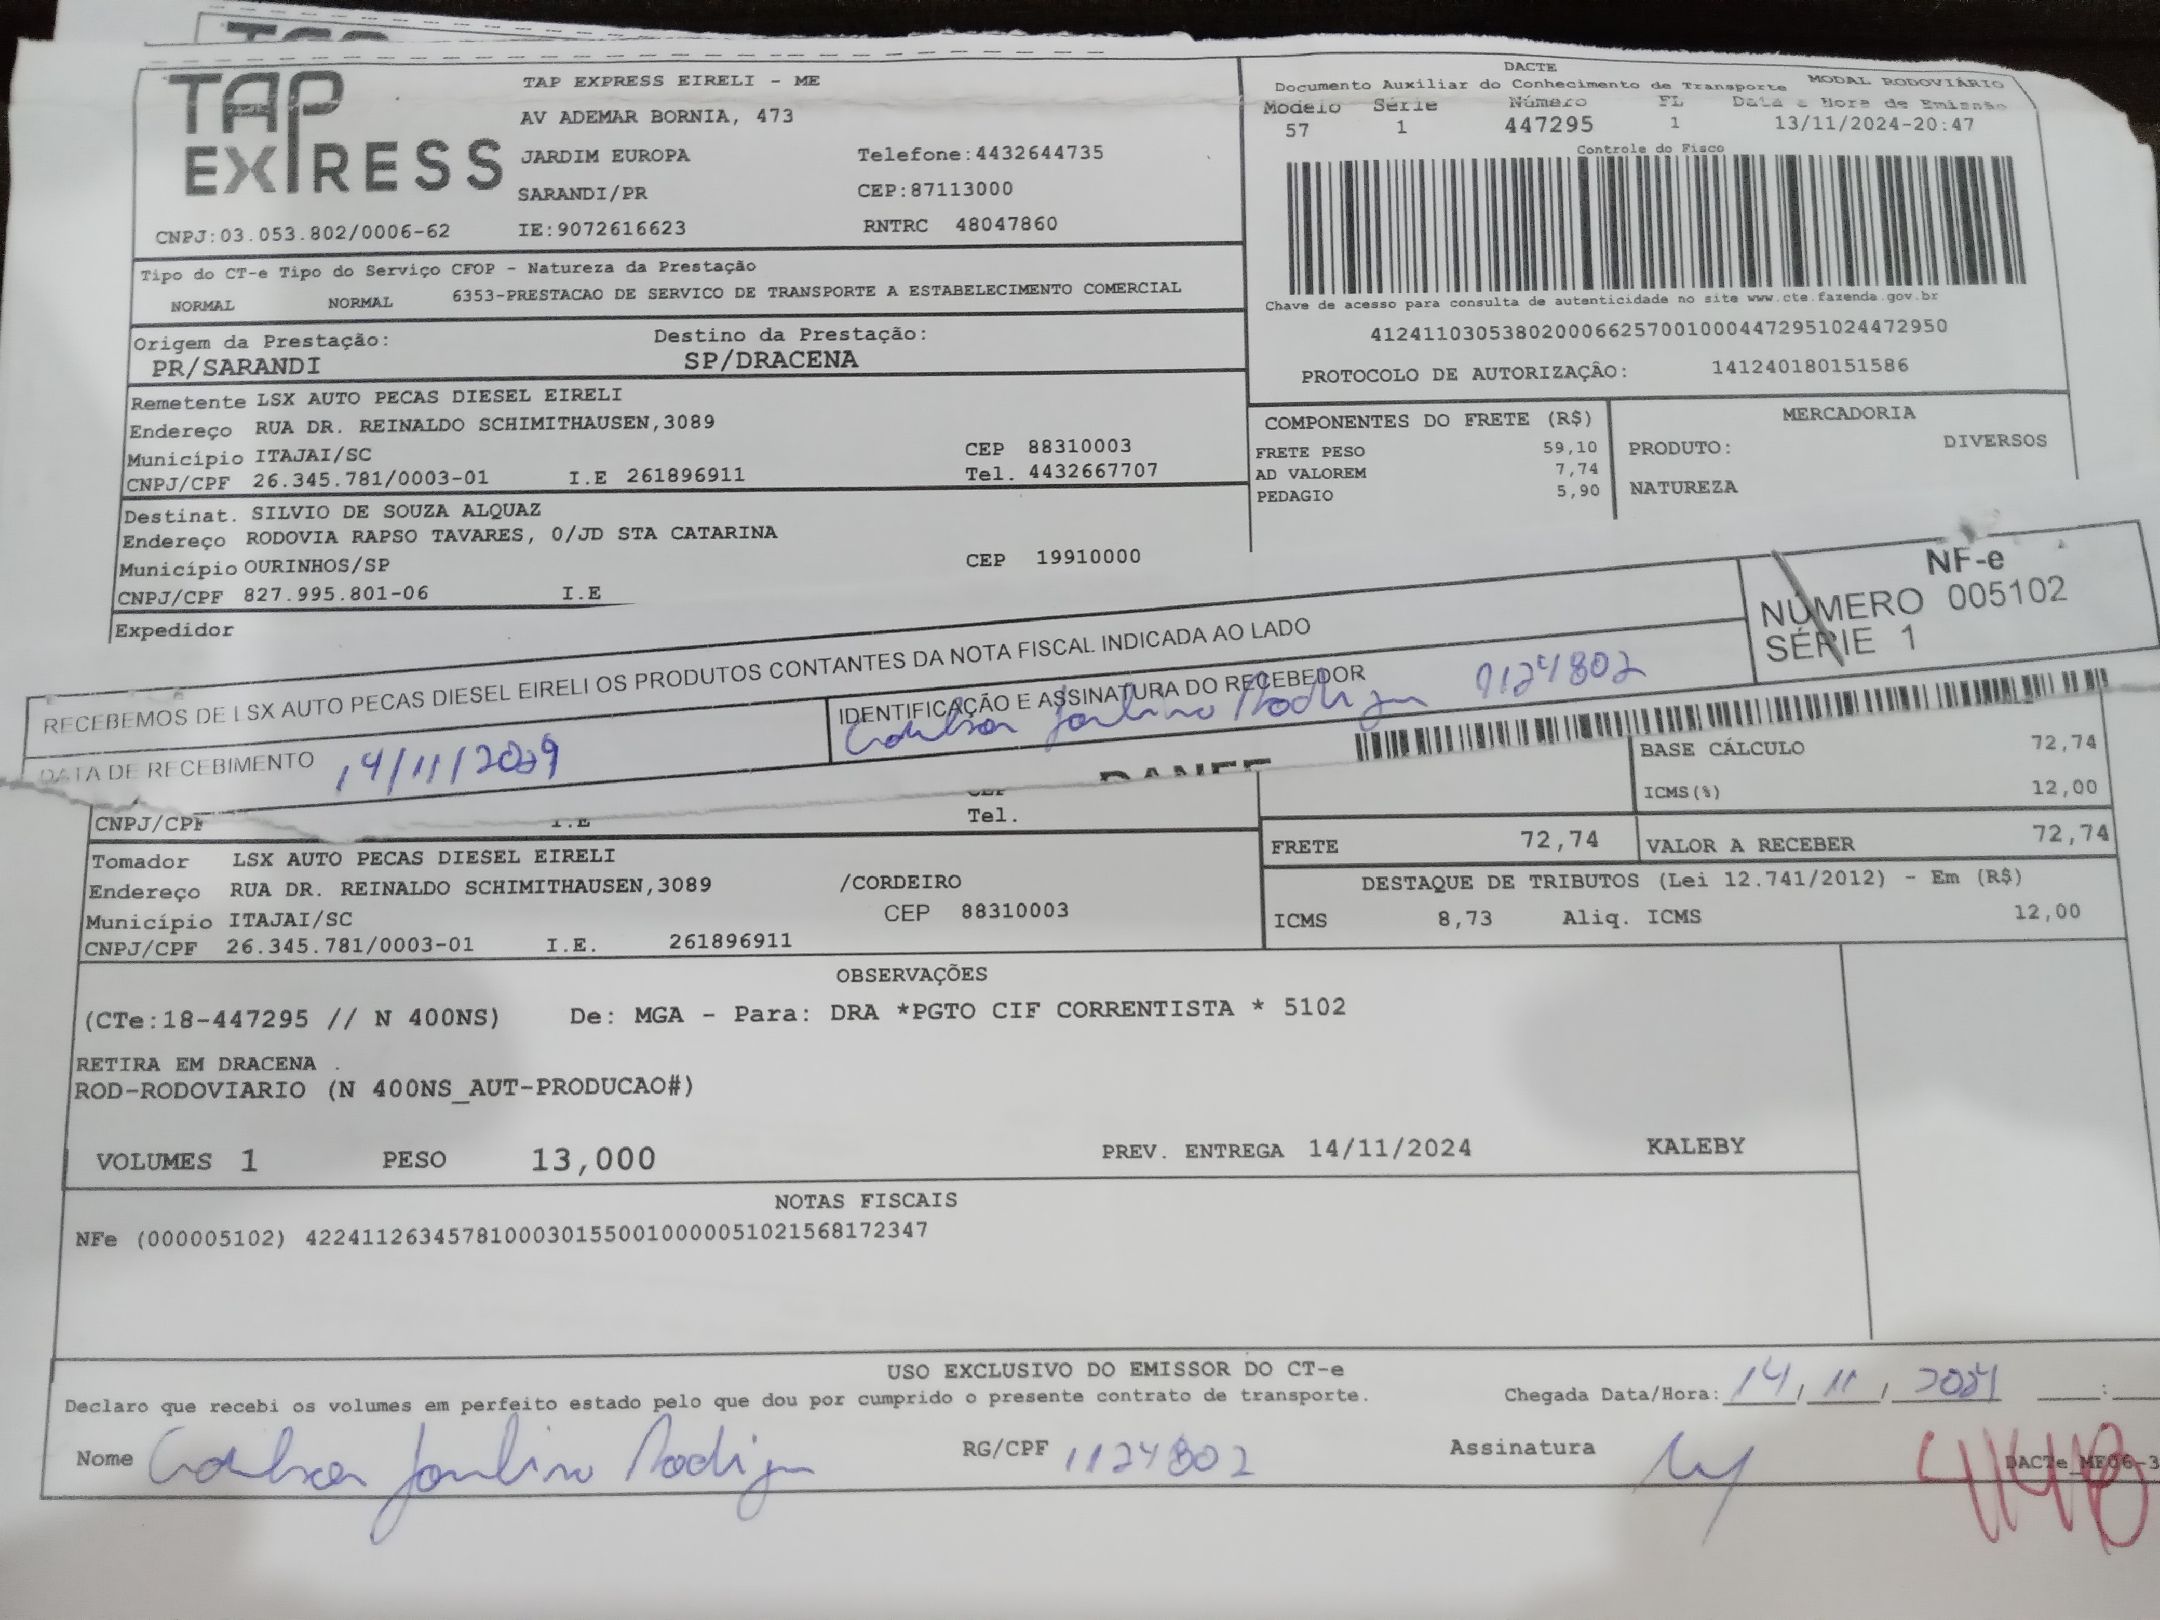 TAP EXPRESS
TAP EXPRESS EIRELI - ME
AV ADEMAR BORNIA, 473
JARDIM EUROPA Telefone:4432644735
SARANDI/PR CEP:87113000
CNPJ:03.053.802/0006-62 IE:9072616623 RNTRC 48047860
DACTE
Documento Auxiliar do Conhecimento de Transporte MODAL RODOVIÁRIO
Modelo Série Número FL Data e Hora de Emissão
57 1 447295 1 13/11/2024-20:47
Controle do Fisco
Chave de acesso para consulta de autenticidade no site www.cte.fazenda.gov.br
41241103053802000662570010004472951024472950
PROTOCOLO DE AUTORIZAÇÃO: 141240180151586
Tipo do CT-e Tipo do Serviço CFOP - Natureza da Prestação
NORMAL NORMAL 6353-PRESTACAO DE SERVICO DE TRANSPORTE A ESTABELECIMENTO COMERCIAL
Origem da Prestação: Destino da Prestação:
PR/SARANDI SP/DRACENA
Remetente LSX AUTO PECAS DIESEL EIRELI
Endereço RUA DR. REINALDO SCHIMITHAUSEN,3089
Município ITAJAI/SC CEP 88310003
CNPJ/CPF 26.345.781/0003-01 I.E 261896911 Tel. 4432667707
COMPONENTES DO FRETE (R$)
FRETE PESO 59,10
AD VALOREM 7,74
PEDAGIO 5,90
MERCADORIA
PRODUTO: DIVERSOS
NATUREZA
Destinat. SILVIO DE SOUZA ALQUAZ
Endereço RODOVIA RAPSO TAVARES, 0/JD STA CATARINA
Município OURINHOS/SP CEP 19910000
CNPJ/CPF 827.995.801-06 I.E
Expedidor
RECEBEMOS DE LSX AUTO PECAS DIESEL EIRELI OS PRODUTOS CONTANTES DA NOTA FISCAL INDICADA AO LADO
NF-e
NÚMERO 005102
SÉRIE 1
DATA DE RECEBIMENTO 14/11/2024
IDENTIFICAÇÃO E ASSINATURA DO RECEBEDOR
1124802
DANFE
BASE CÁLCULO 72,74
ICMS(%) 12,00
CNPJ/CPF I.E Tel.
FRETE 72,74 VALOR A RECEBER 72,74
Tomador LSX AUTO PECAS DIESEL EIRELI
Endereço RUA DR. REINALDO SCHIMITHAUSEN,3089 /CORDEIRO
Município ITAJAI/SC CEP 88310003
CNPJ/CPF 26.345.781/0003-01 I.E. 261896911
DESTAQUE DE TRIBUTOS (Lei 12.741/2012) - Em (R$)
ICMS 8,73 Aliq. ICMS 12,00
OBSERVAÇÕES
(CTe:18-447295 // N 400NS) De: MGA - Para: DRA *PGTO CIF CORRENTISTA * 5102
RETIRA EM DRACENA .
ROD-RODOVIARIO (N 400NS_AUT-PRODUCAO#)
VOLUMES 1 PESO 13,000 PREV. ENTREGA 14/11/2024 KALEBY
NOTAS FISCAIS
NFe (000005102) 42241126345781000301550010000051021568172347
USO EXCLUSIVO DO EMISSOR DO CT-e
Declaro que recebi os volumes em perfeito estado pelo que dou por cumprido o presente contrato de transporte. Chegada Data/Hora: 14/11/2024 :
Nome RG/CPF 1124802 Assinatura